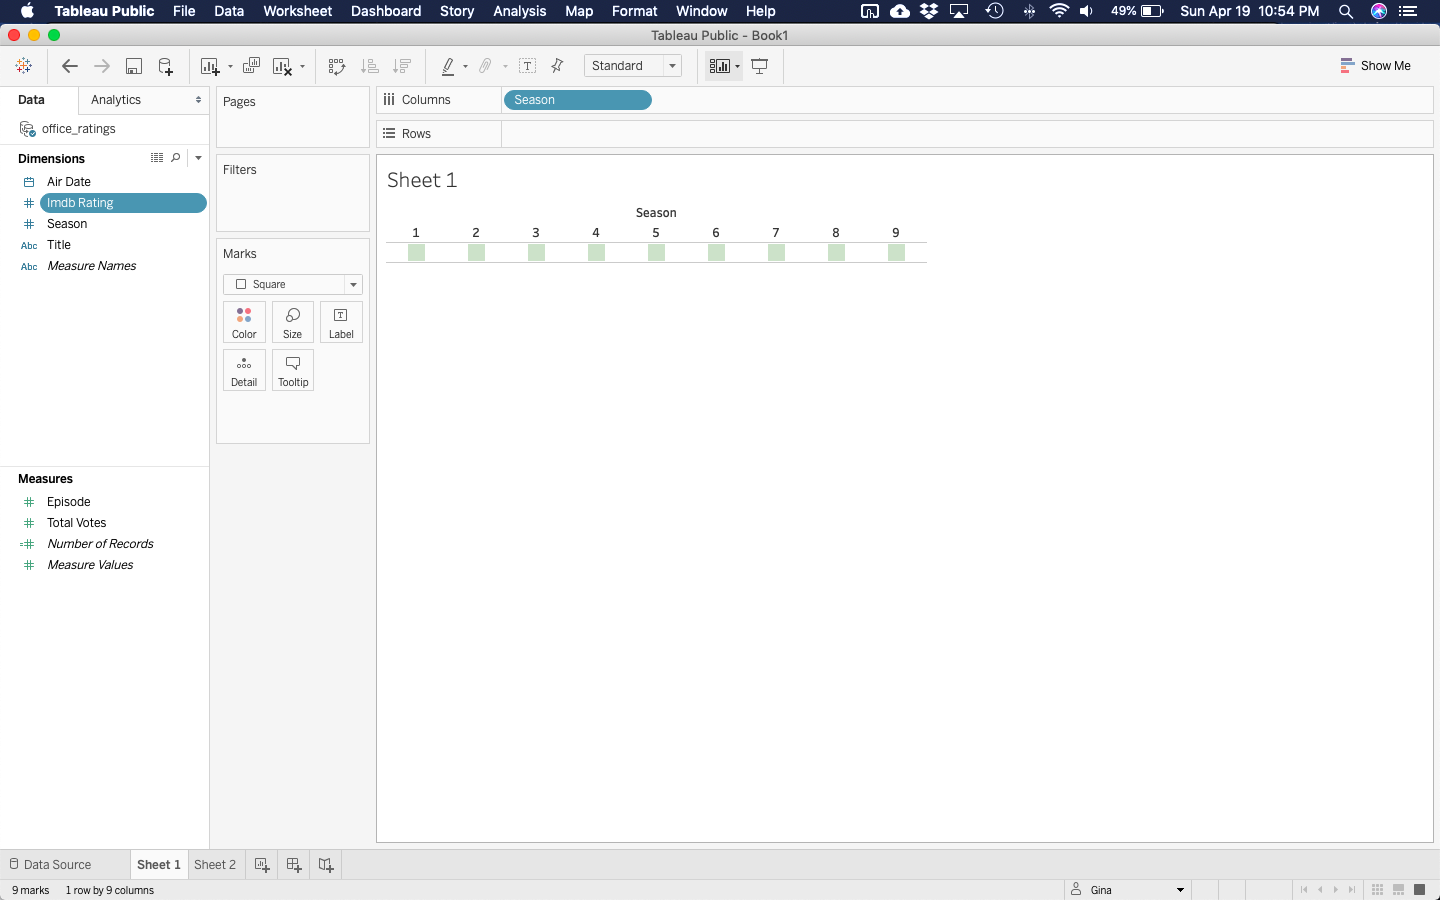 Tableau Public File Data Worksheet Dashboard Story Analysis Map Format Window Help 49% Sun Apr 19 10:54 PM
Tableau Public - Book1
Standard Show Me
Data Analytics
office_ratings
Dimensions
Air Date
Imdb Rating
Season
Abc Title
Abc Measure Names
Measures
Episode
Total Votes
Number of Records
Measure Values
Pages
Filters
Marks
Square
Color Size Label
Detail Tooltip
Columns Season
Rows
Sheet 1
Season
1 2 3 4 5 6 7 8 9
Data Source Sheet 1 Sheet 2
9 marks 1 row by 9 columns Gina